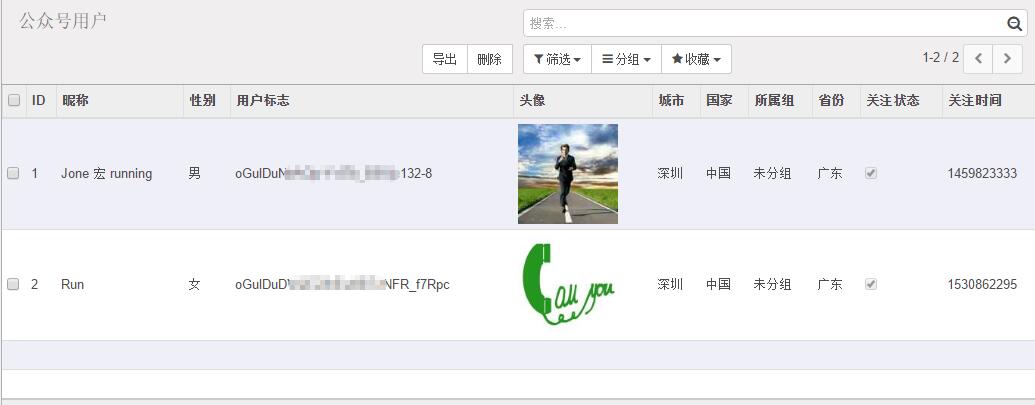 公众号用户
搜索...
导出 删除 筛选 分组 收藏 1-2 / 2
ID 昵称 性别 用户标志 头像 城市 国家 所属组 省份 关注状态 关注时间
1 Jone 宏 running 男 oGulDuN 132-8 深圳 中国 未分组 广东 1459823333
2 Run 女 oGulDuD NFR_f7Rpc 深圳 中国 未分组 广东 1530862295
all you